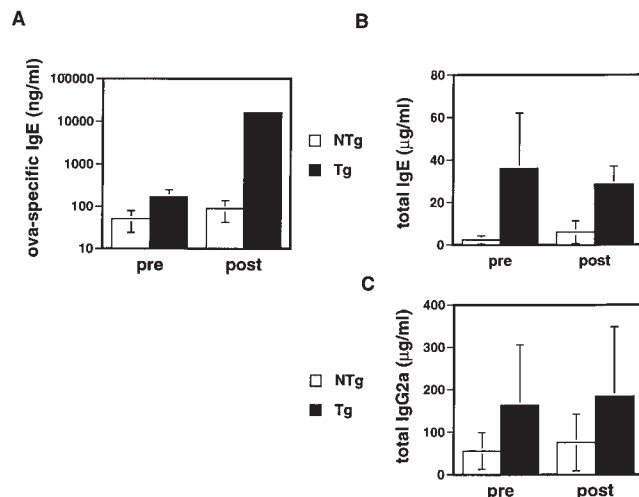 A
ova-specific IgE (ng/ml)
100000
10000
1000
100
10
pre
post
NTg
Tg
B
total IgE (µg/ml)
80
60
40
20
0
pre
post
C
NTg
Tg
total IgG2a (µg/ml)
400
300
200
100
0
pre
post